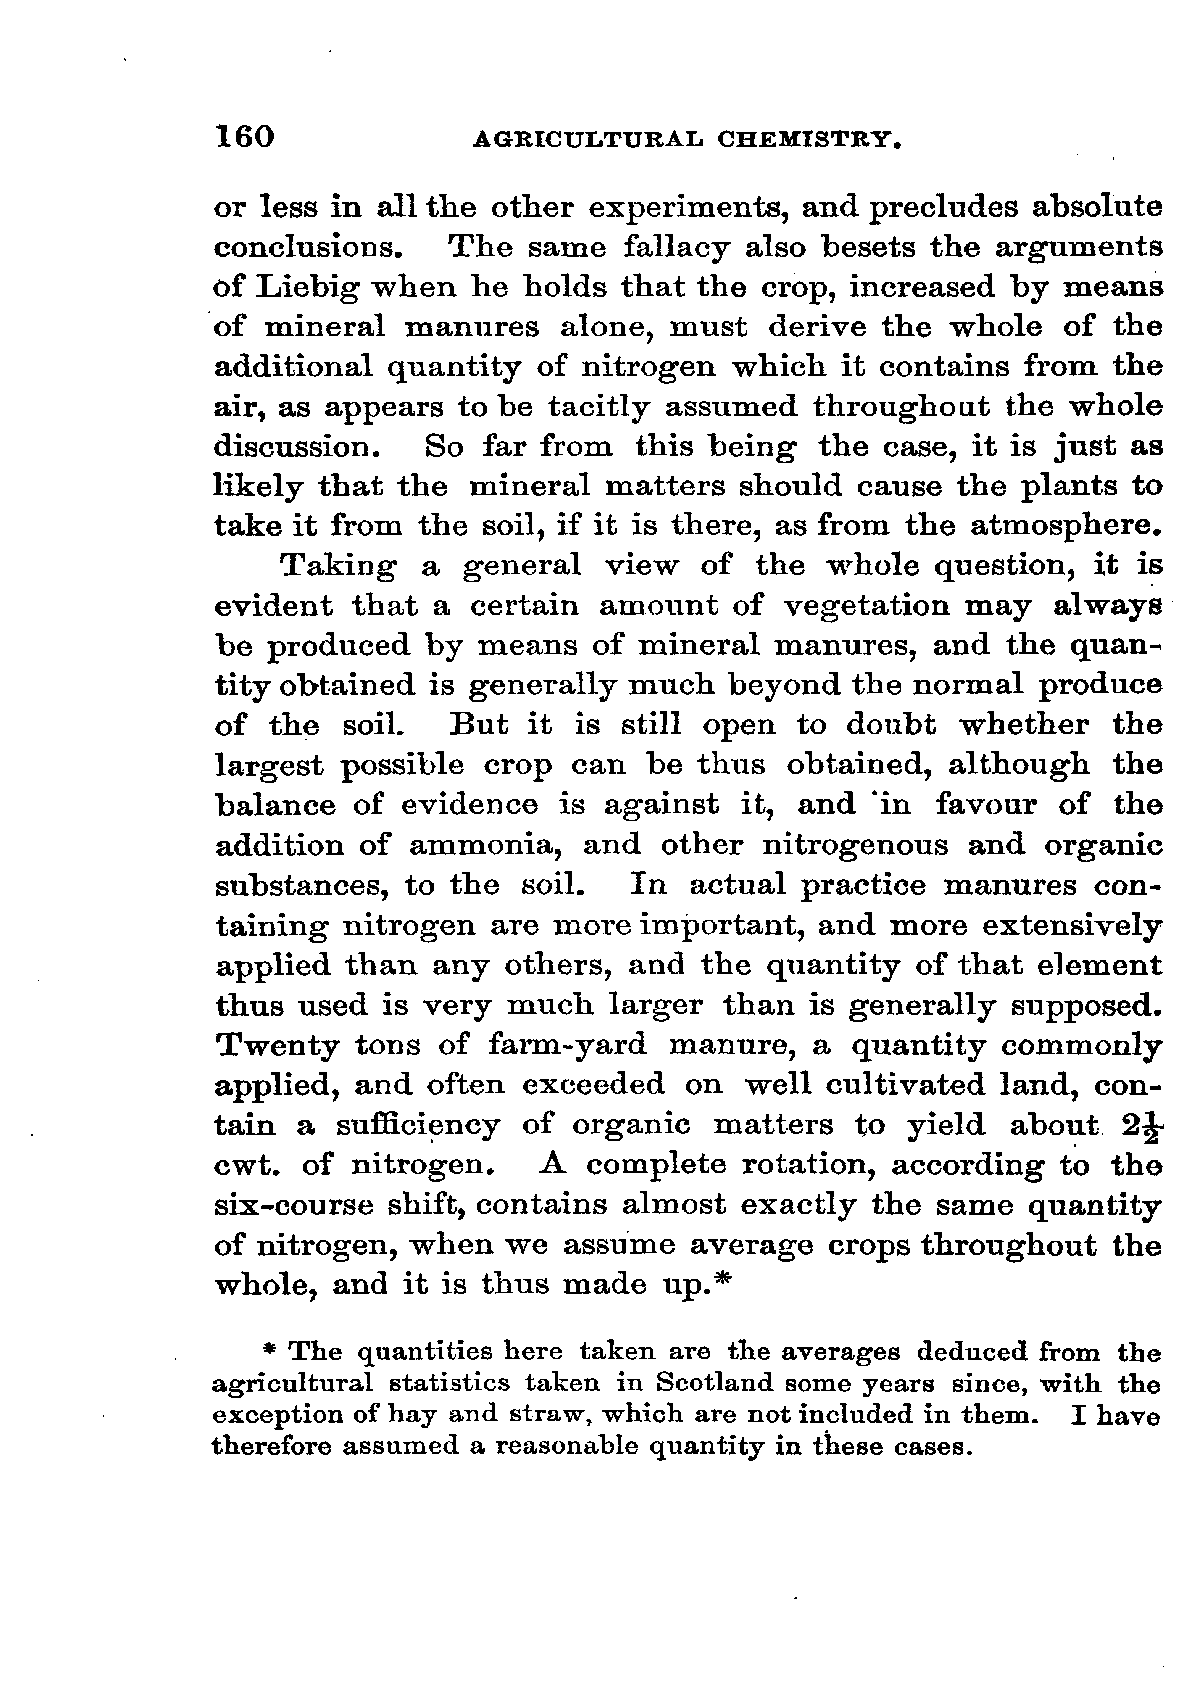 160 AGRICULTURAL CHEMISTRY.
or less in all the other experiments, and precludes absolute
conclusions. The same fallacy also besets the arguments
of Liebig when he holds that the crop, increased by means
of mineral manures alone, must derive the whole of the
additional quantity of nitrogen which it contains from the
air, as appears to be tacitly assumed throughout the whole
discussion. So far from this being the case, it is just as
likely that the mineral matters should cause the plants to
take it from the soil, if it is there, as from the atmosphere.
Taking a general view of the whole question, it is
evident that a certain amount of vegetation may always
be produced by means of mineral manures, and the quan-
tity obtained is generally much beyond the normal produce
of the soil. But it is still open to doubt whether the
largest possible crop can be thus obtained, although the
balance of evidence is against it, and in favour of the
addition of ammonia, and other nitrogenous and organic
substances, to the soil. In actual practice manures con-
taining nitrogen are more important, and more extensively
applied than any others, and the quantity of that element
thus used is very much larger than is generally supposed.
Twenty tons of farm-yard manure, a quantity commonly
applied, and often exceeded on well cultivated land, con-
tain a sufficiency of organic matters to yield about 2½
cwt. of nitrogen. A complete rotation, according to the
six-course shift, contains almost exactly the same quantity
of nitrogen, when we assume average crops throughout the
whole, and it is thus made up.*
* The quantities here taken are the averages deduced from the
agricultural statistics taken in Scotland some years since, with the
exception of hay and straw, which are not included in them. I have
therefore assumed a reasonable quantity in these cases.